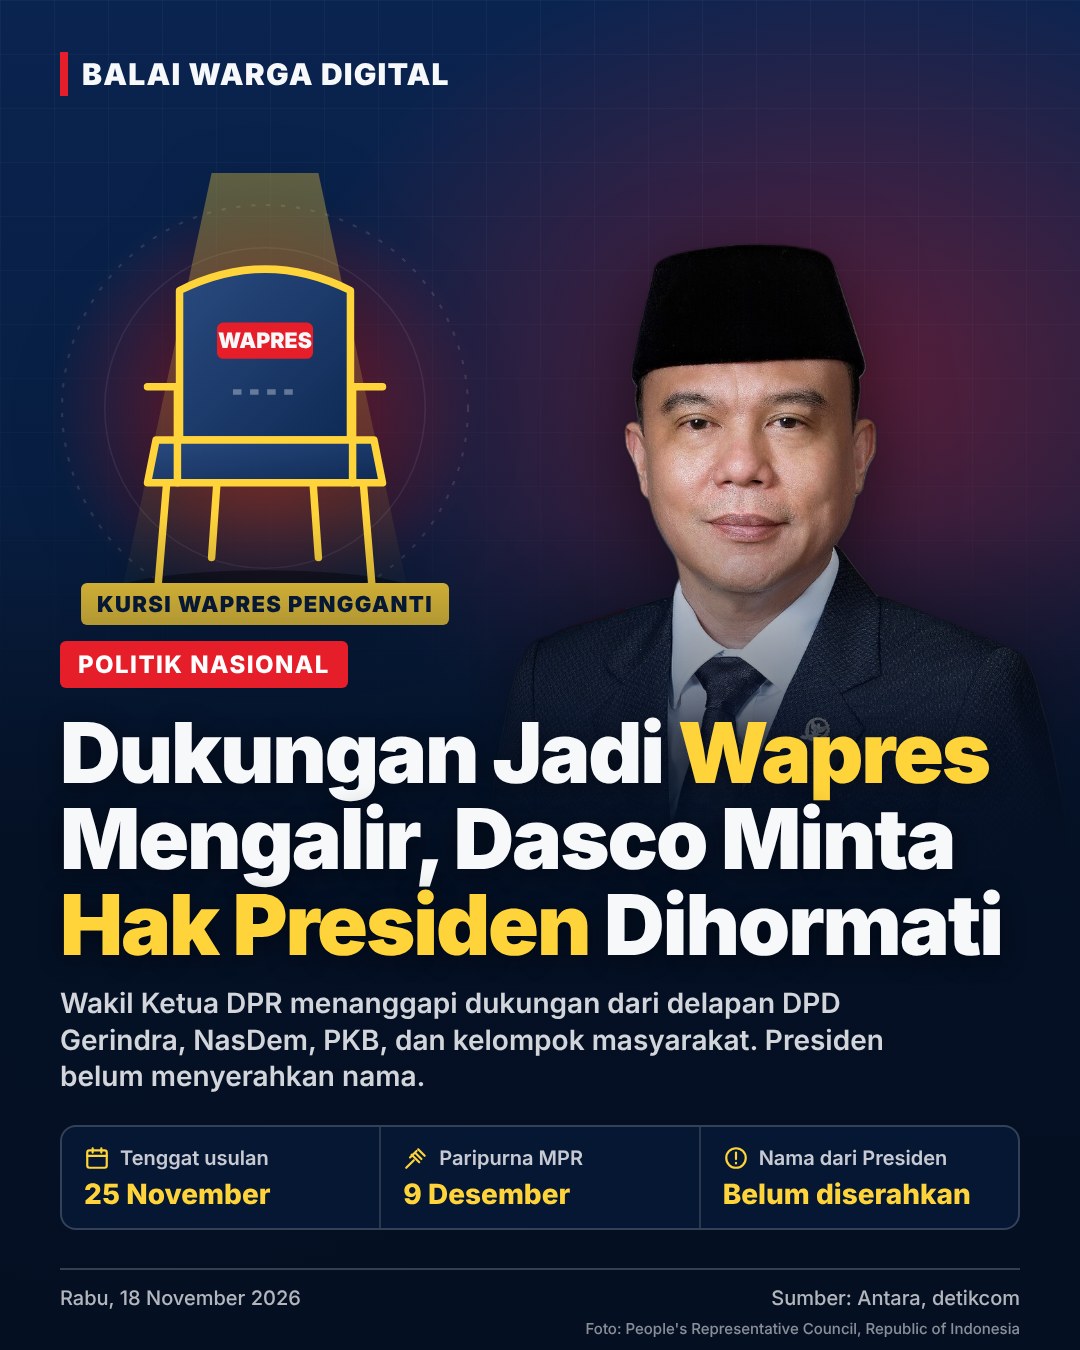 BALAI WARGA DIGITAL
WAPRES
KURSI WAPRES PENGGANTI
POLITIK NASIONAL
Dukungan Jadi Wapres
Mengalir, Dasco Minta
Hak Presiden Dihormati
Wakil Ketua DPR menanggapi dukungan dari delapan DPD
Gerindra, NasDem, PKB, dan kelompok masyarakat. Presiden
belum menyerahkan nama.
Tenggat usulan
25 November
Paripurna MPR
9 Desember
Nama dari Presiden
Belum diserahkan
Rabu, 18 November 2026
Sumber: Antara, detikcom
Foto: People's Representative Council, Republic of Indonesia